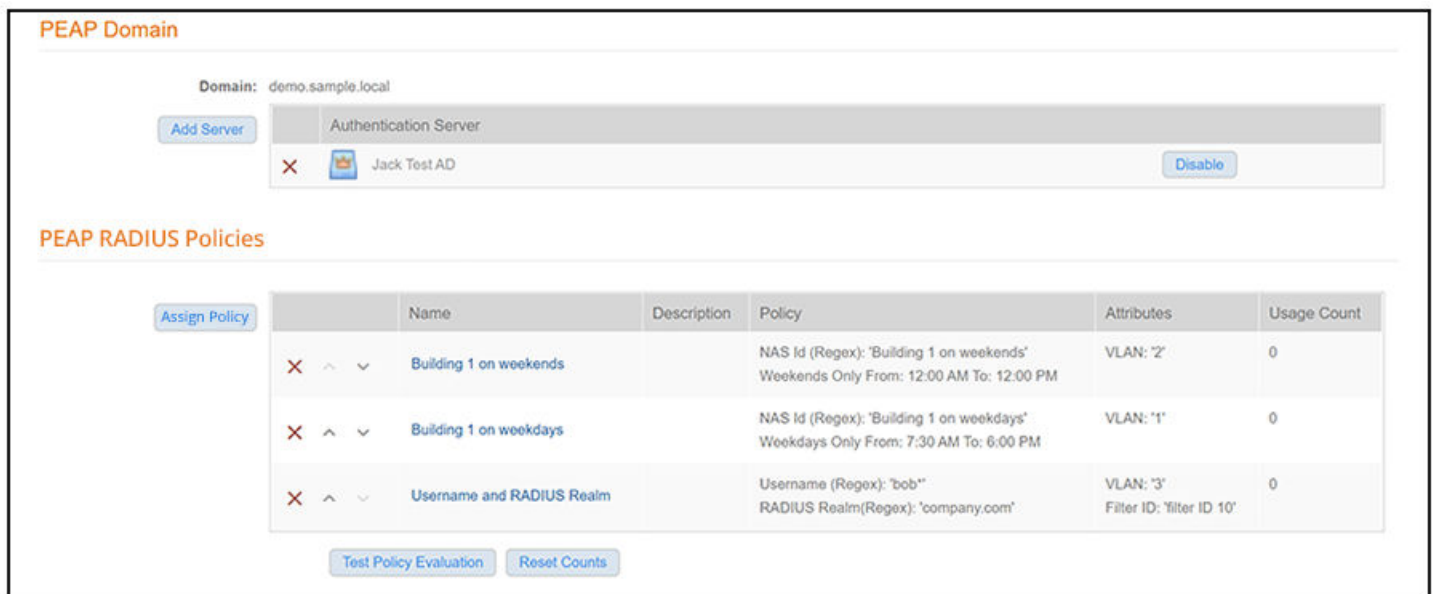 PEAP Domain
Domain: demo.sample.local
Add Server
Authentication Server
Jack Test AD
Disable
PEAP RADIUS Policies
Assign Policy
Name Description Policy Attributes Usage Count
Building 1 on weekends
NAS Id (Regex): 'Building 1 on weekends'
Weekends Only From: 12:00 AM To: 12:00 PM
VLAN: '2'
0
Building 1 on weekdays
NAS Id (Regex): 'Building 1 on weekdays'
Weekdays Only From: 7:30 AM To: 6:00 PM
VLAN: '1'
0
Username and RADIUS Realm
Username (Regex): 'bob*'
RADIUS Realm(Regex): 'company.com'
VLAN: '3'
Filter ID: 'filter ID 10'
0
Test Policy Evaluation
Reset Counts